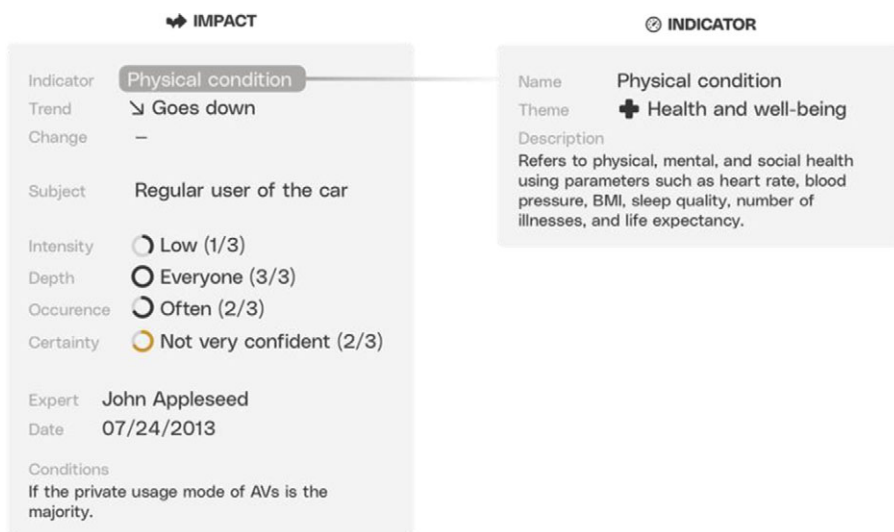 IMPACT
Indicator Physical condition
Trend Goes down
Change –
Subject Regular user of the car
Intensity Low (1/3)
Depth Everyone (3/3)
Occurence Often (2/3)
Certainty Not very confident (2/3)
Expert John Appleseed
Date 07/24/2013
Conditions
If the private usage mode of AVs is the
majority.
INDICATOR
Name Physical condition
Theme Health and well-being
Description
Refers to physical, mental, and social health
using parameters such as heart rate, blood
pressure, BMI, sleep quality, number of
illnesses, and life expectancy.